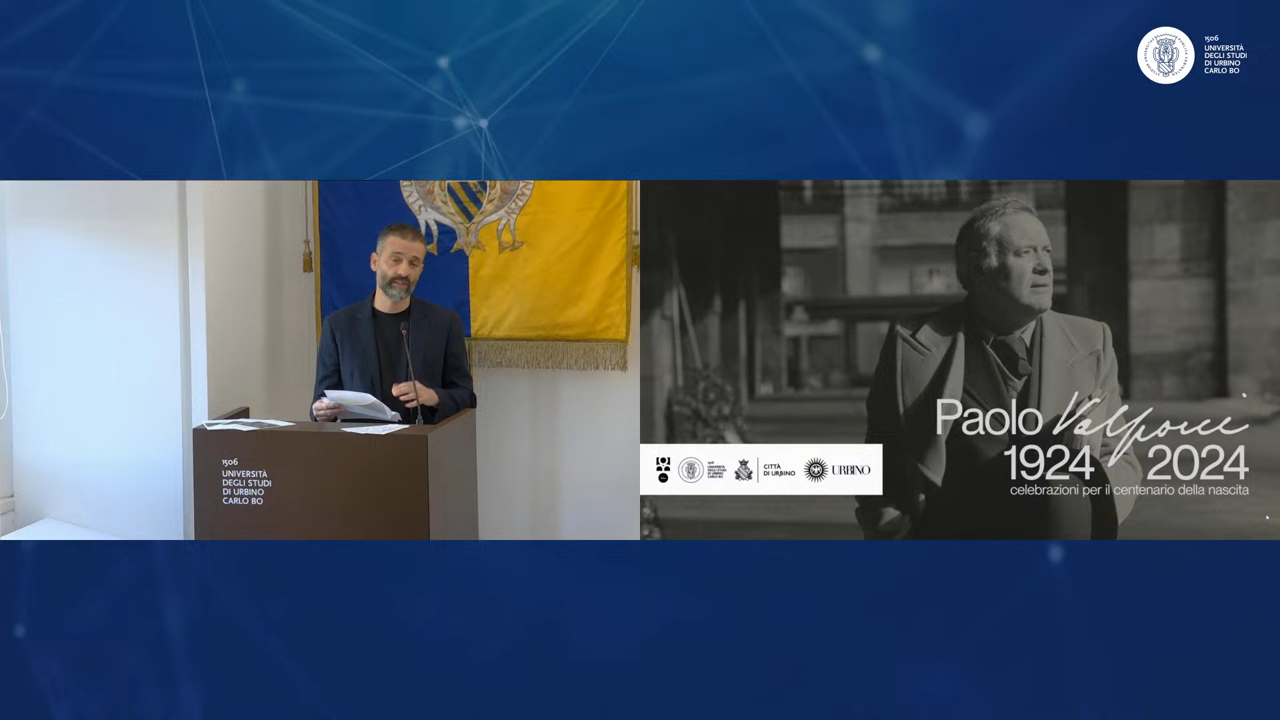 1506
UNIVERSITÀ
DEGLI STUDI
DI URBINO
CARLO BO
1506
UNIVERSITÀ
DEGLI STUDI
DI URBINO
CARLO BO
Paolo Volponi
1924 2024
celebrazioni per il centenario della nascita
CITTÀ
DI URBINO
URBINO